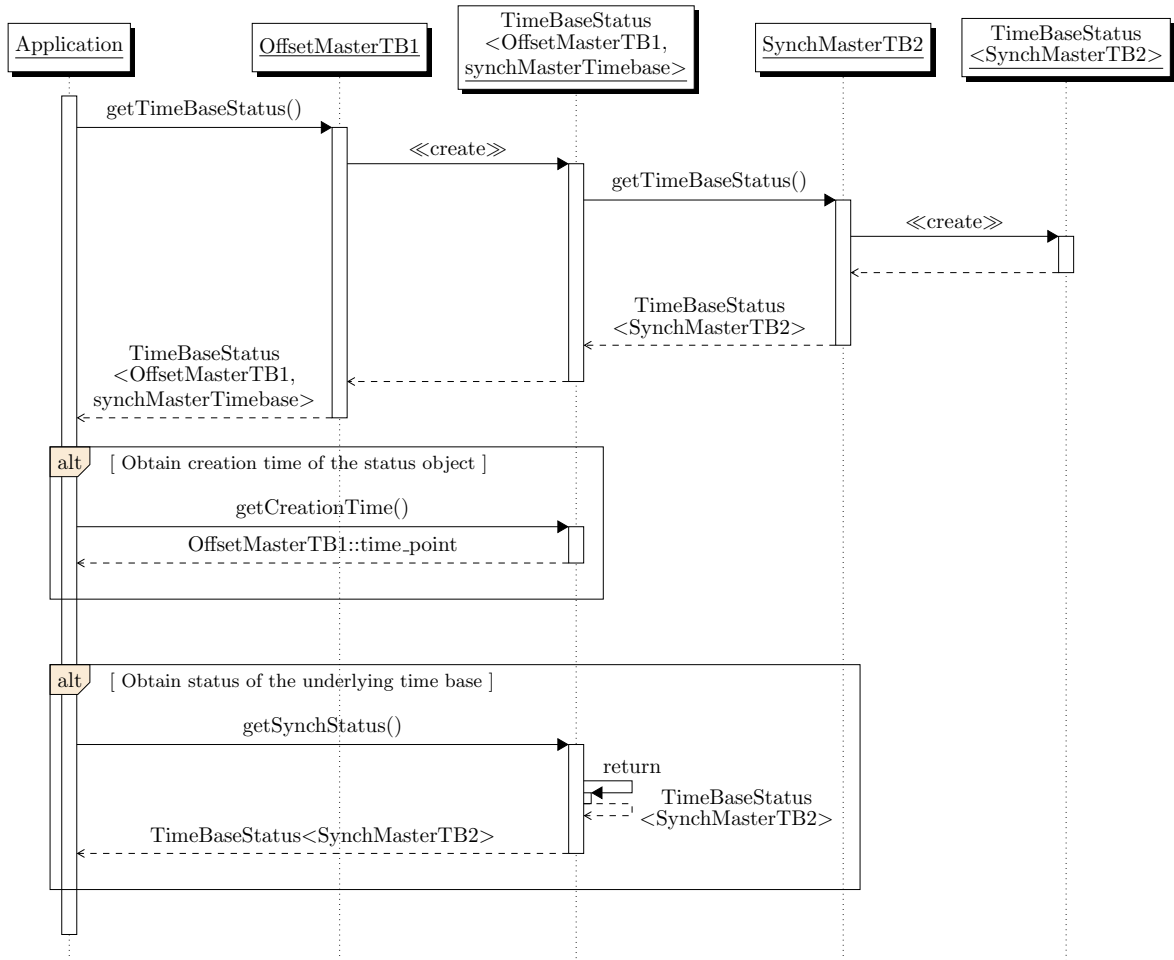 Application
OffsetMasterTB1
TimeBaseStatus
<OffsetMasterTB1,
synchMasterTimebase>
SynchMasterTB2
TimeBaseStatus
<SynchMasterTB2>
getTimeBaseStatus()
≪create≫
getTimeBaseStatus()
≪create≫
TimeBaseStatus
<SynchMasterTB2>
TimeBaseStatus
<OffsetMasterTB1,
synchMasterTimebase>
alt [ Obtain creation time of the status object ]
getCreationTime()
OffsetMasterTB1::time_point
alt [ Obtain status of the underlying time base ]
getSynchStatus()
return
TimeBaseStatus
<SynchMasterTB2>
TimeBaseStatus<SynchMasterTB2>